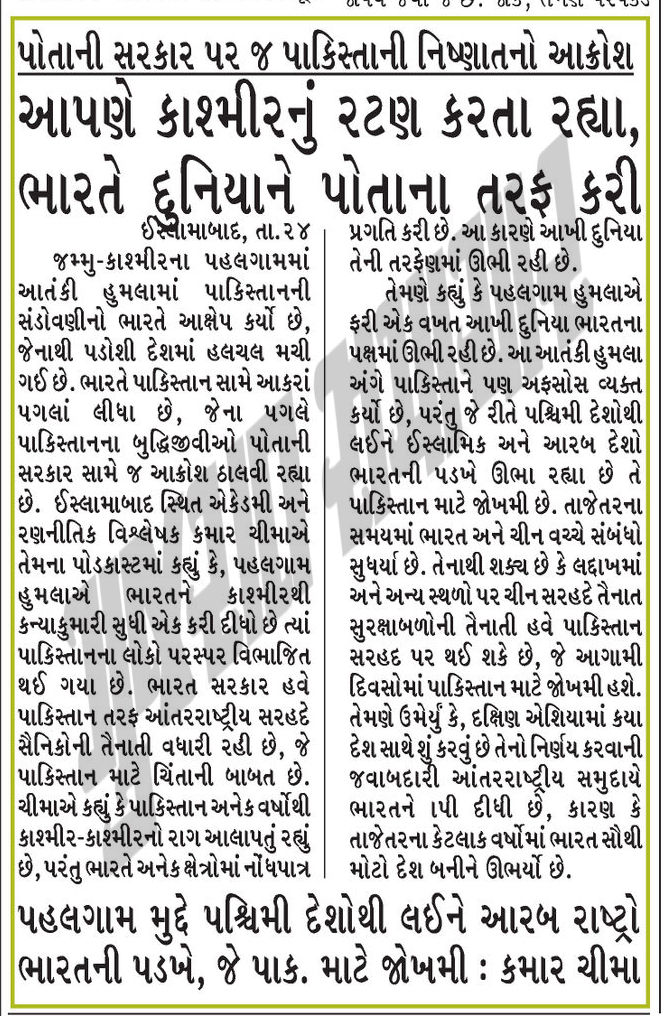 પોતાની સરકાર પર જ પાકિસ્તાની નિષ્ણાતનો આક્રોશ
આપણે કાશ્મીરનું રટણ કરતા રહ્યા,
ભારતે દુનિયાને પોતાના તરફ કરી
ઈસ્લામાબાદ, તા.૨૪
જમ્મુ-કાશ્મીરના પહલગામમાં
આતંકી હુમલામાં પાકિસ્તાનની
સંડોવણીનો ભારતે આક્ષેપ કર્યો છે,
જેનાથી પડોશી દેશમાં હલચલ મચી
ગઈ છે. ભારતે પાકિસ્તાન સામે આકરાં
પગલાં લીધા છે, જેના પગલે
પાકિસ્તાનના બુદ્ધિજીવીઓ પોતાની
સરકાર સામે જ આક્રોશ ઠાલવી રહ્યા
છે. ઈસ્લામાબાદ સ્થિત એકેડમી અને
રણનીતિક વિશ્લેષક કમાર ચીમાએ
તેમના પોડકાસ્ટમાં કહ્યું કે, પહલગામ
હુમલાએ ભારતને કાશ્મીરથી
કન્યાકુમારી સુધી એક કરી દીધો છે ત્યાં
પાકિસ્તાનના લોકો પરસ્પર વિભાજિત
થઈ ગયા છે. ભારત સરકાર હવે
પાકિસ્તાન તરફ આંતરરાષ્ટ્રીય સરહદે
સૈનિકોની તૈનાતી વધારી રહી છે, જે
પાકિસ્તાન માટે ચિંતાની બાબત છે.
ચીમાએ કહ્યું કે પાકિસ્તાન અનેક વર્ષોથી
કાશ્મીર-કાશ્મીરનો રાગ આલાપતું રહ્યું
છે, પરંતુ ભારતે અનેક ક્ષેત્રોમાં નોંધપાત્ર
પ્રગતિ કરી છે. આ કારણે આખી દુનિયા
તેની તરફેણમાં ઊભી રહી છે.
તેમણે કહ્યું કે પહલગામ હુમલાએ
ફરી એક વખત આખી દુનિયા ભારતના
પક્ષમાં ઊભી રહી છે. આ આતંકી હુમલા
અંગે પાકિસ્તાને પણ અફસોસ વ્યક્ત
કર્યો છે, પરંતુ જે રીતે પશ્ચિમી દેશોથી
લઈને ઈસ્લામિક અને આરબ દેશો
ભારતની પડખે ઊભા રહ્યા છે તે
પાકિસ્તાન માટે જોખમી છે. તાજેતરના
સમયમાં ભારત અને ચીન વચ્ચે સંબંધો
સુધર્યા છે. તેનાથી શક્ય છે કે લદ્દાખમાં
અને અન્ય સ્થળો પર ચીન સરહદે તૈનાત
સુરક્ષાબળોની તૈનાતી હવે પાકિસ્તાન
સરહદ પર થઈ શકે છે, જે આગામી
દિવસોમાં પાકિસ્તાન માટે જોખમી હશે.
તેમણે ઉમેર્યું કે, દક્ષિણ એશિયામાં કયા
દેશ સાથે શું કરવું છે તેનો નિર્ણય કરવાની
જવાબદારી આંતરરાષ્ટ્રીય સમુદાયે
ભારતને ૧પી દીધી છે, કારણ કે
તાજેતરના કેટલાક વર્ષોમાં ભારત સૌથી
મોટો દેશ બનીને ઊભર્યો છે.
પહલગામ મુદ્દે પશ્ચિમી દેશોથી લઈને આરબ રાષ્ટ્રો
ભારતની પડખે, જે પાક. માટે જોખમી : કમાર ચીમા